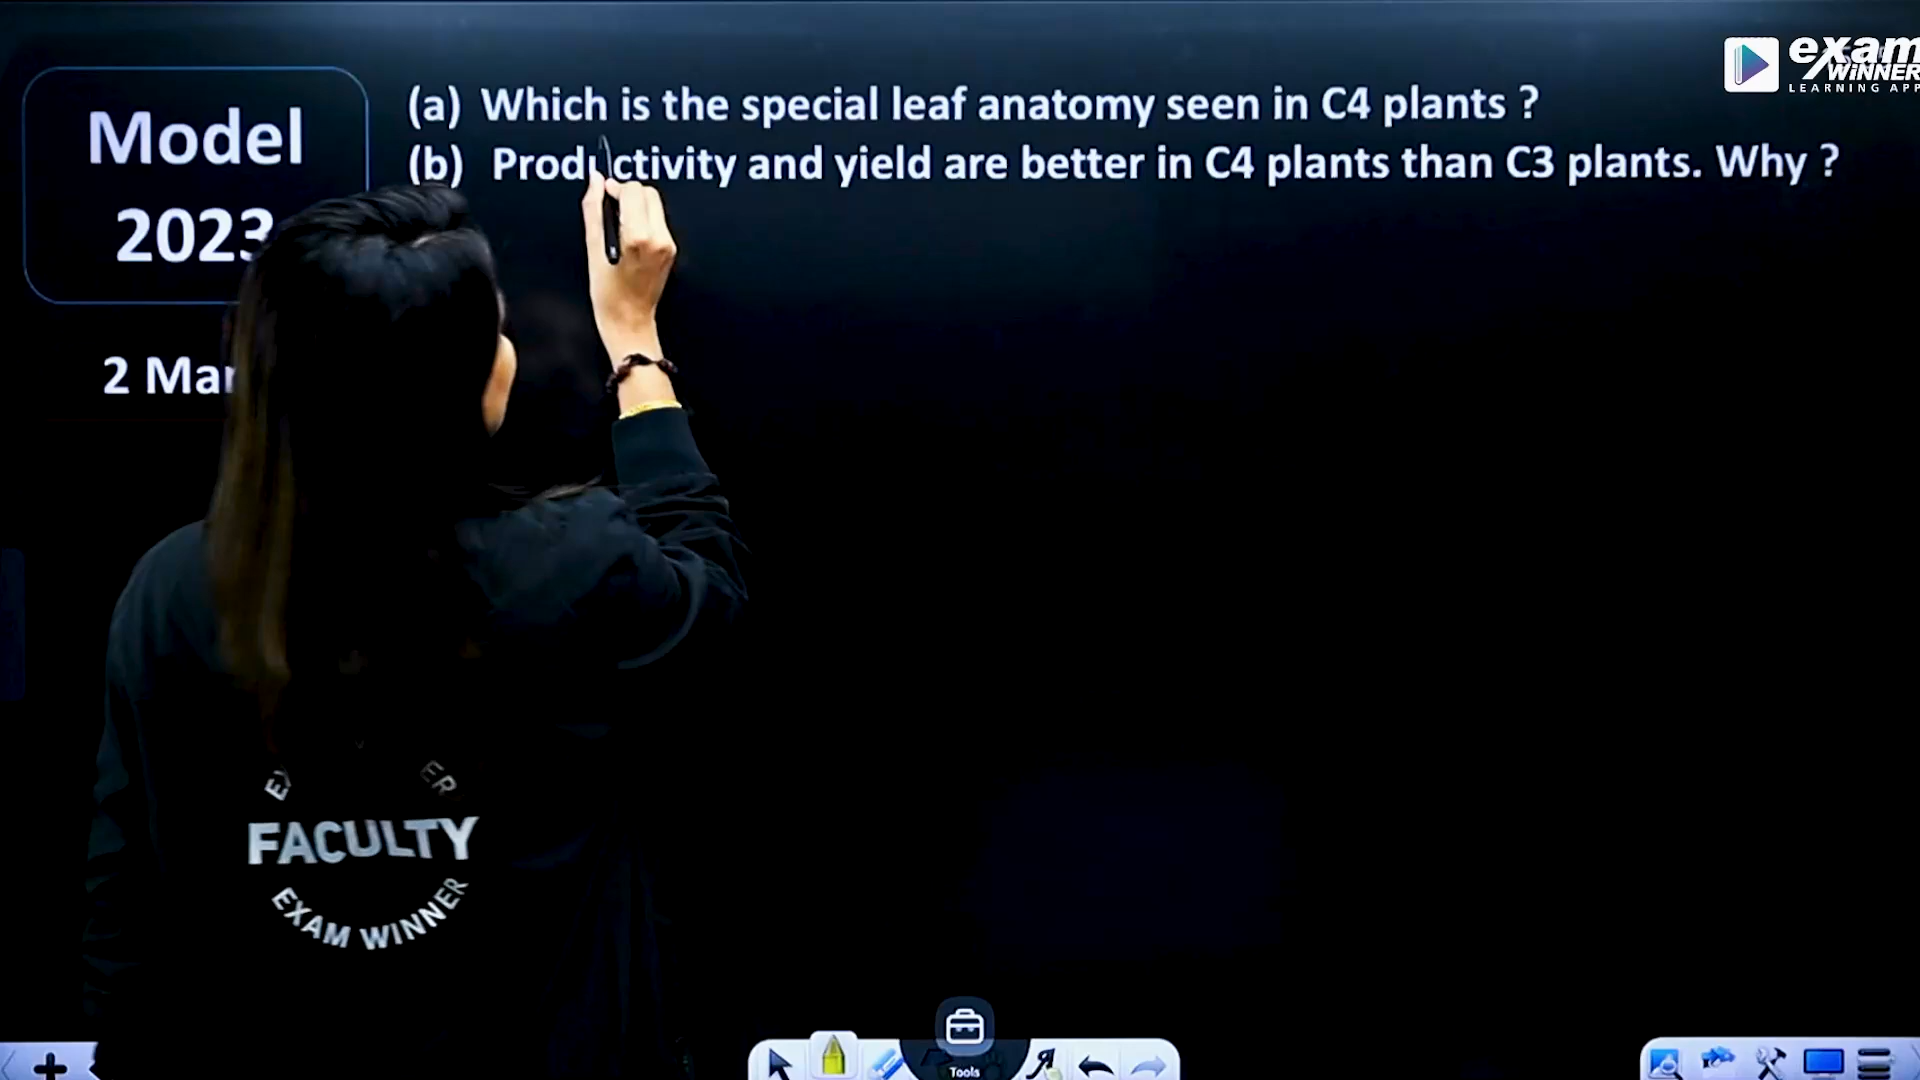 exam
WINNER
LEARNING APP
Model
2023
(a) Which is the special leaf anatomy seen in C4 plants ?
(b) Productivity and yield are better in C4 plants than C3 plants. Why ?
2 Mar
FACULTY
EXAM WINNER
Tools